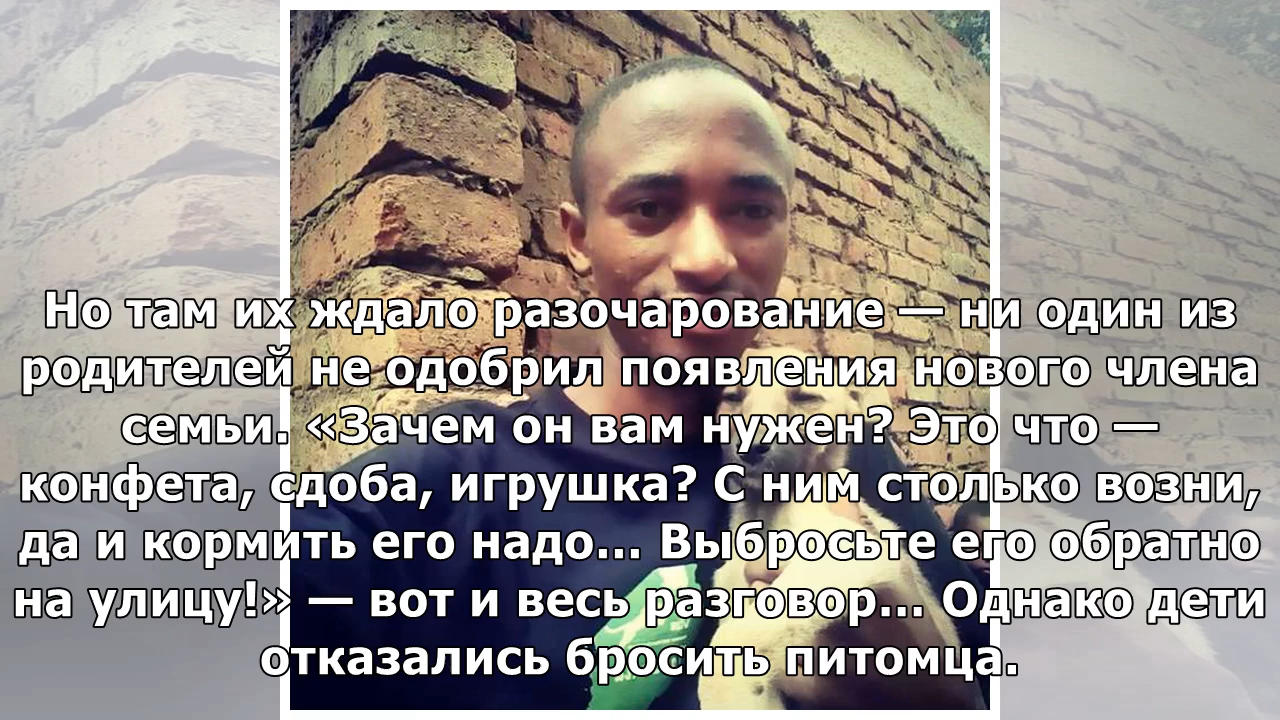 Но там их ждало разочарование — ни один из
родителей не одобрил появления нового члена
семьи. «Зачем он вам нужен? Это что —
конфета, сдоба, игрушка? С ним столько возни,
да и кормить его надо... Выбросьте его обратно
на улицу!» — вот и весь разговор... Однако дети
отказались бросить питомца.